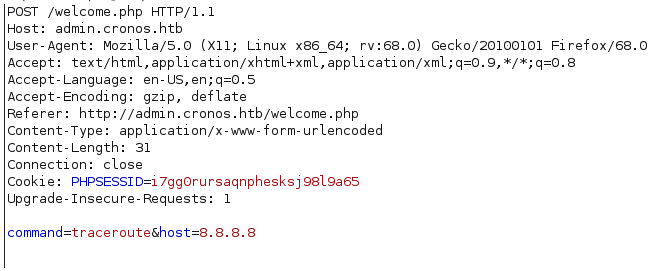 POST /welcome.php HTTP/1.1
Host: admin.cronos.htb
User-Agent: Mozilla/5.0 (X11; Linux x86_64; rv:68.0) Gecko/20100101 Firefox/68.0
Accept: text/html,application/xhtml+xml,application/xml;q=0.9,*/*;q=0.8
Accept-Language: en-US,en;q=0.5
Accept-Encoding: gzip, deflate
Referer: http://admin.cronos.htb/welcome.php
Content-Type: application/x-www-form-urlencoded
Content-Length: 31
Connection: close
Cookie: PHPSESSID=i7gg0rursaqnphesksj98l9a65
Upgrade-Insecure-Requests: 1
command=traceroute&host=8.8.8.8